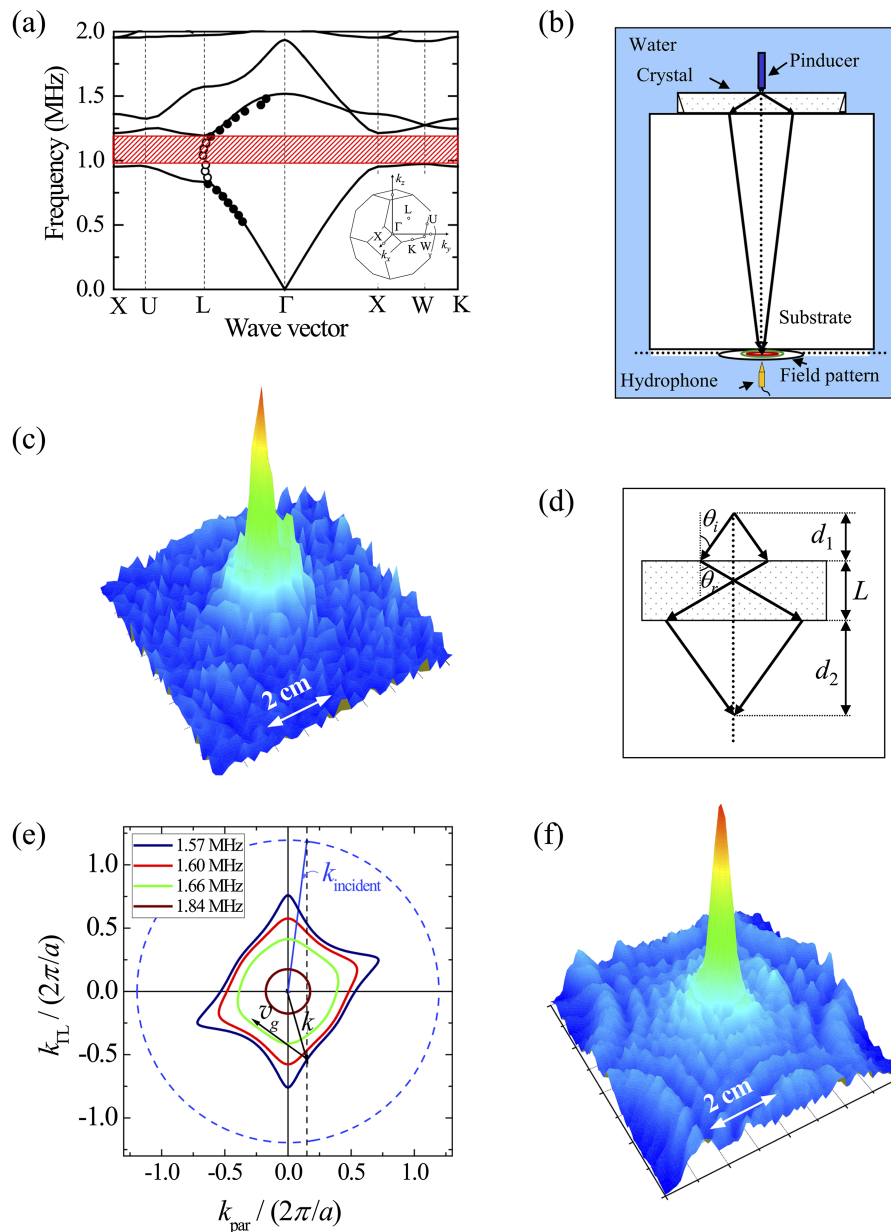 (a)
2.0
1.5
1.0
0.5
0.0
Frequency (MHz)
X U L Γ X W K
Wave vector
k_z
L
U
Γ
X
W
K
k_x
k_y
(b)
Water
Pinducer
Crystal
Substrate
Hydrophone
Field pattern
(c)
2 cm
(d)
θ_i
d_1
θ_r
L
d_2
(e)
1.57 MHz
1.60 MHz
1.66 MHz
1.84 MHz
k_incident
v_g
k
1.0
0.5
0.0
-0.5
-1.0
k_ΓL / (2π/a)
-1.0 -0.5 0.0 0.5 1.0
k_par / (2π/a)
(f)
2 cm